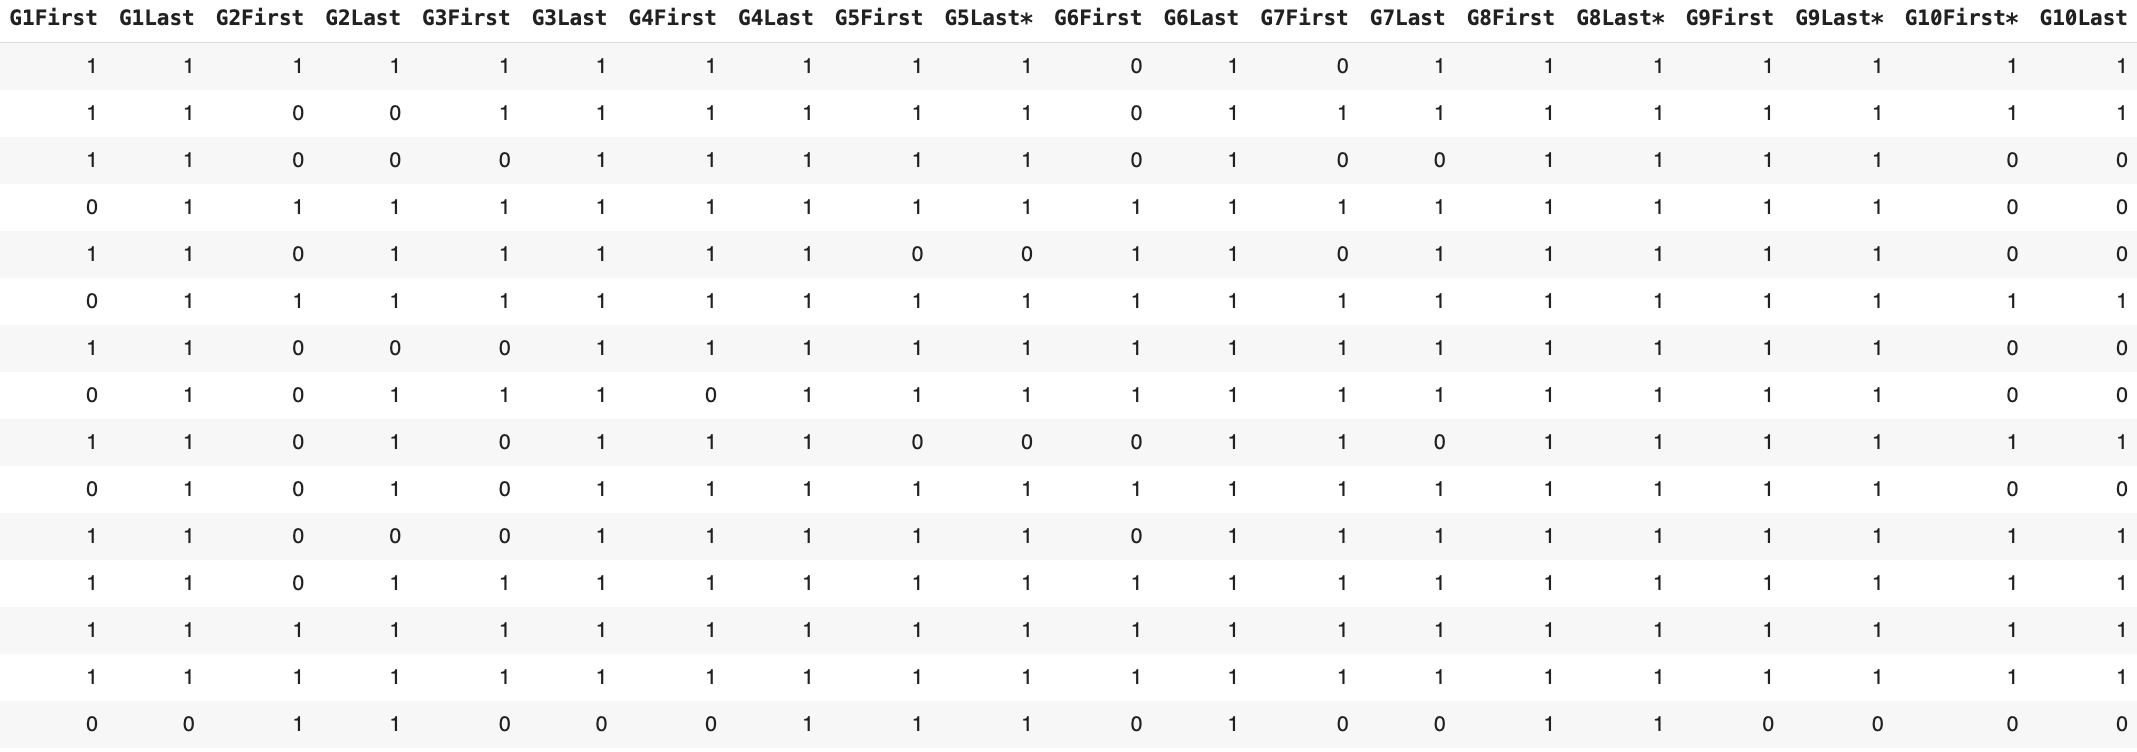 G1First G1Last G2First G2Last G3First G3Last G4First G4Last G5First G5Last* G6First G6Last G7First G7Last G8First G8Last* G9First G9Last* G10First* G10Last
1 1 1 1 1 1 1 1 1 1 0 1 0 1 1 1 1 1 1 1
1 1 0 0 1 1 1 1 1 1 0 1 1 1 1 1 1 1 1 1
1 1 0 0 0 1 1 1 1 1 0 1 0 0 1 1 1 1 0 0
0 1 1 1 1 1 1 1 1 1 1 1 1 1 1 1 1 1 0 0
1 1 0 1 1 1 1 1 0 0 1 1 0 1 1 1 1 1 0 0
0 1 1 1 1 1 1 1 1 1 1 1 1 1 1 1 1 1 1 1
1 1 0 0 0 1 1 1 1 1 1 1 1 1 1 1 1 1 0 0
0 1 0 1 1 1 0 1 1 1 1 1 1 1 1 1 1 1 0 0
1 1 0 1 0 1 1 1 0 0 0 1 1 0 1 1 1 1 1 1
0 1 0 1 0 1 1 1 1 1 1 1 1 1 1 1 1 1 0 0
1 1 0 0 0 1 1 1 1 1 0 1 1 1 1 1 1 1 1 1
1 1 0 1 1 1 1 1 1 1 1 1 1 1 1 1 1 1 1 1
1 1 1 1 1 1 1 1 1 1 1 1 1 1 1 1 1 1 1 1
1 1 1 1 1 1 1 1 1 1 1 1 1 1 1 1 1 1 1 1
0 0 1 1 0 0 0 1 1 1 0 1 0 0 1 1 0 0 0 0